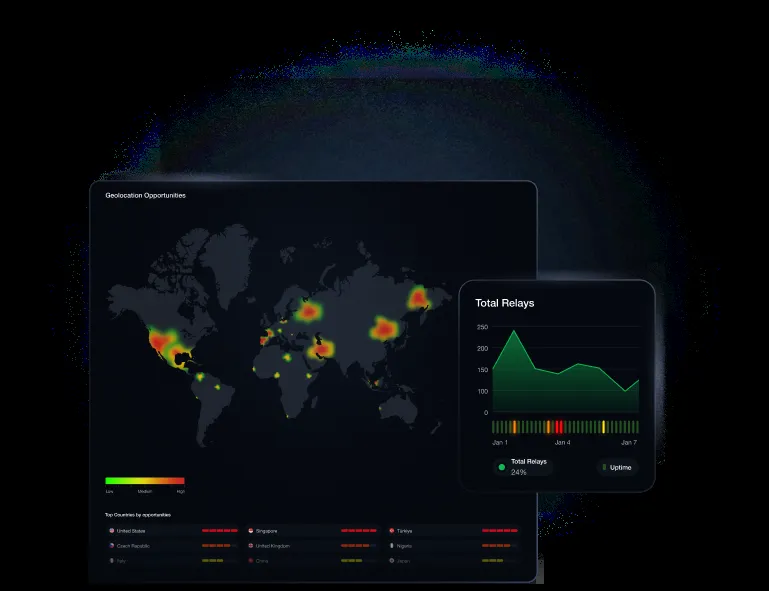 Geolocation Opportunities
Total Relays
250
200
150
100
0
Jan 1 Jan 4 Jan 7
Total Relays
24%
Uptime
Low Medium High
Top Countries by opportunities
United States Singapore Türkiye
Czech Republic United Kingdom Nigeria
Italy China Japan